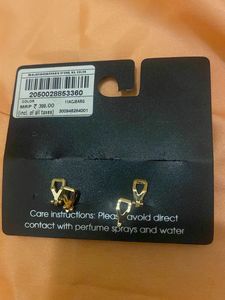 2050028853360
COLOR
MRP ₹ 399.00
(incl. of all taxes)
300948284001
Care instructions: Please avoid direct
contact with perfume sprays and water